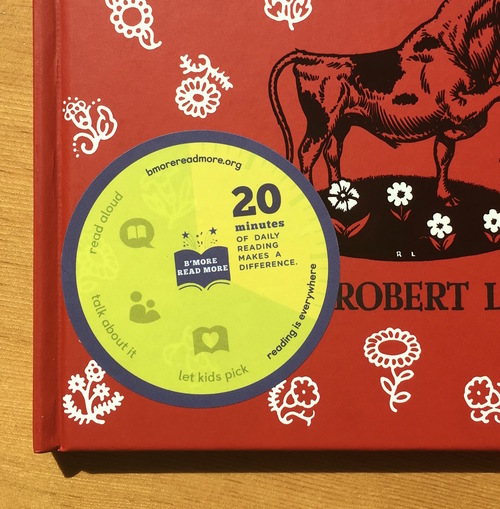 bmorereadmore.org
20
minutes
OF DAILY
READING
MAKES A
DIFFERENCE.
read aloud
B'MORE
READ MORE
talk about it
let kids pick
reading is everywhere
R L
ROBERT L